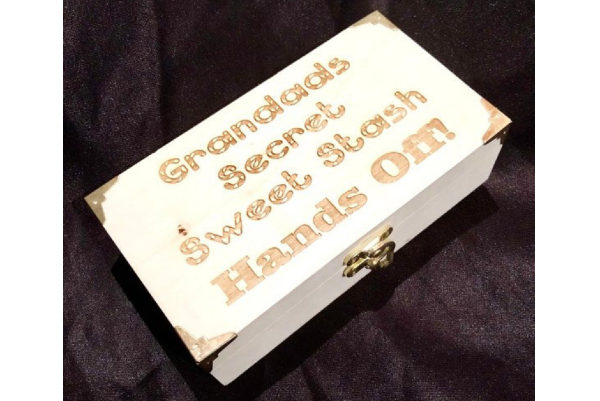 Grandads
Secret
Sweet Stash
Hands Off!